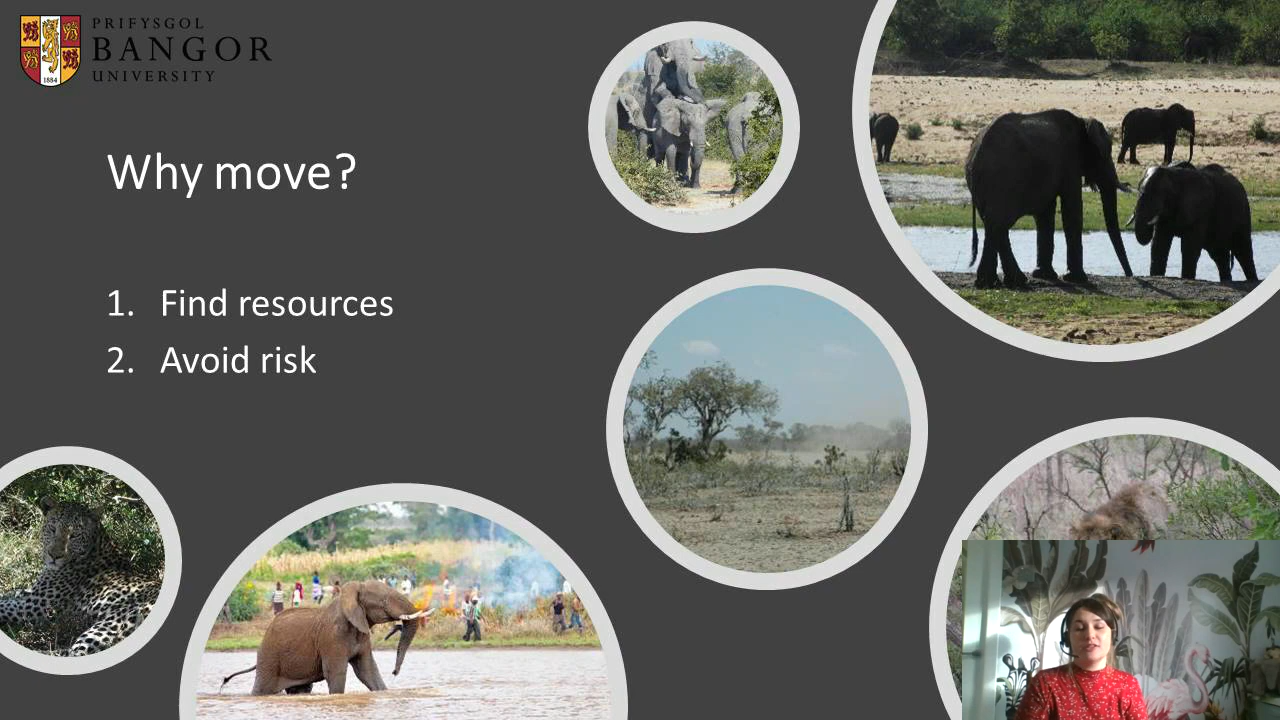 PRIFYSGOL
BANGOR
UNIVERSITY
1884
Why move?
1. Find resources
2. Avoid risk